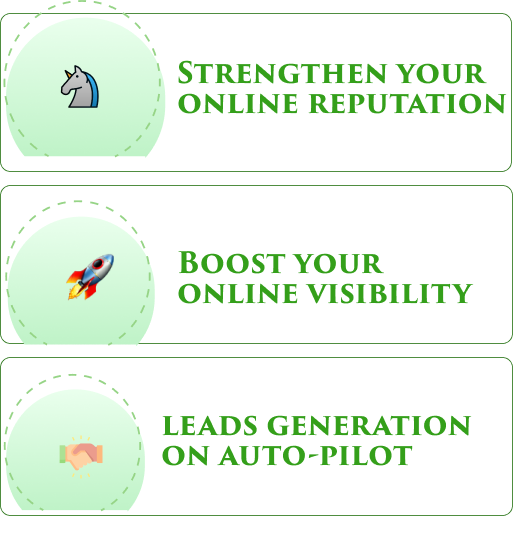 Strengthen your
online reputation
Boost your
online visibility
leads generation
on auto-pilot